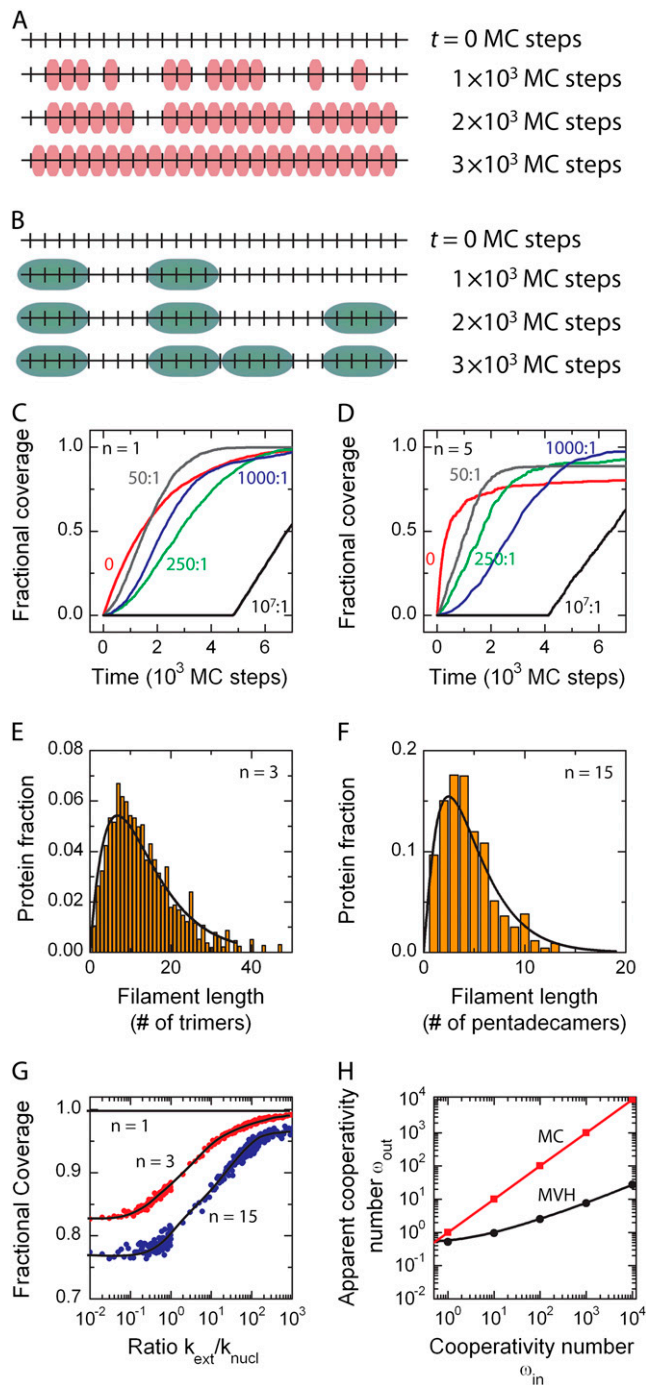 A
t = 0 MC steps
1×10³ MC steps
2×10³ MC steps
3×10³ MC steps
B
t = 0 MC steps
1×10³ MC steps
2×10³ MC steps
3×10³ MC steps
C
Fractional coverage
1.0
0.5
0.0
n = 1
50:1
1000:1
0
250:1
10⁷:1
0 2 4 6
Time (10³ MC steps)
D
Fractional coverage
1.0
0.5
0.0
n = 5
1000:1
50:1
0
250:1
10⁷:1
0 2 4 6
Time (10³ MC steps)
E
Protein fraction
0.08
0.06
0.04
0.02
0.00
n = 3
0 20 40
Filament length
(# of trimers)
F
Protein fraction
0.2
0.1
0.0
n = 15
0 10 20
Filament length
(# of pentadecamers)
G
Fractional Coverage
1.0
0.9
0.8
0.7
n = 1
n = 3
n = 15
10⁻² 10⁻¹ 10⁰ 10¹ 10² 10³
Ratio k_ext/k_nucl
H
Apparent cooperativity
number ω_out
10⁴
10³
10²
10¹
10⁰
10⁻¹
10⁻²
MC
MVH
10⁰ 10¹ 10² 10³ 10⁴
Cooperativity number
ω_in